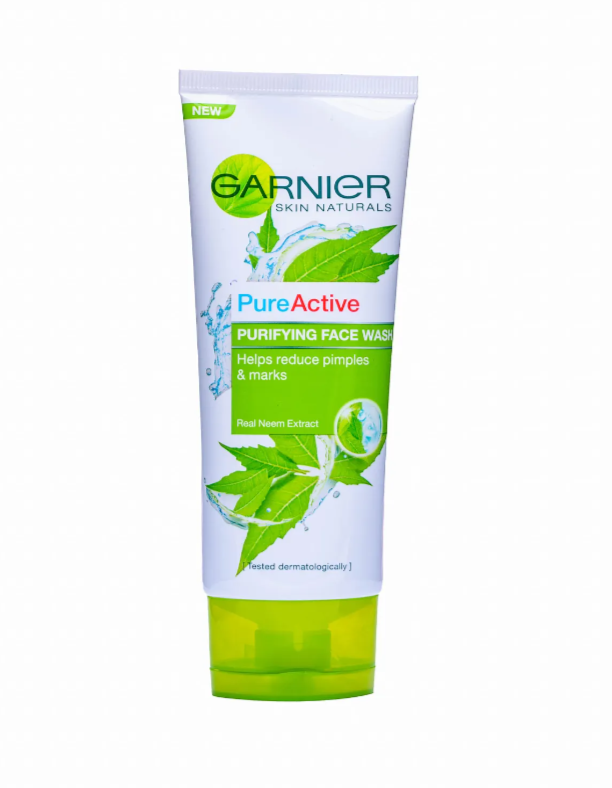 NEW
GARNIER
SKIN NATURALS
PureActive
PURIFYING FACE WASH
Helps reduce pimples
& marks
Real Neem Extract
[ Tested dermatologically ]